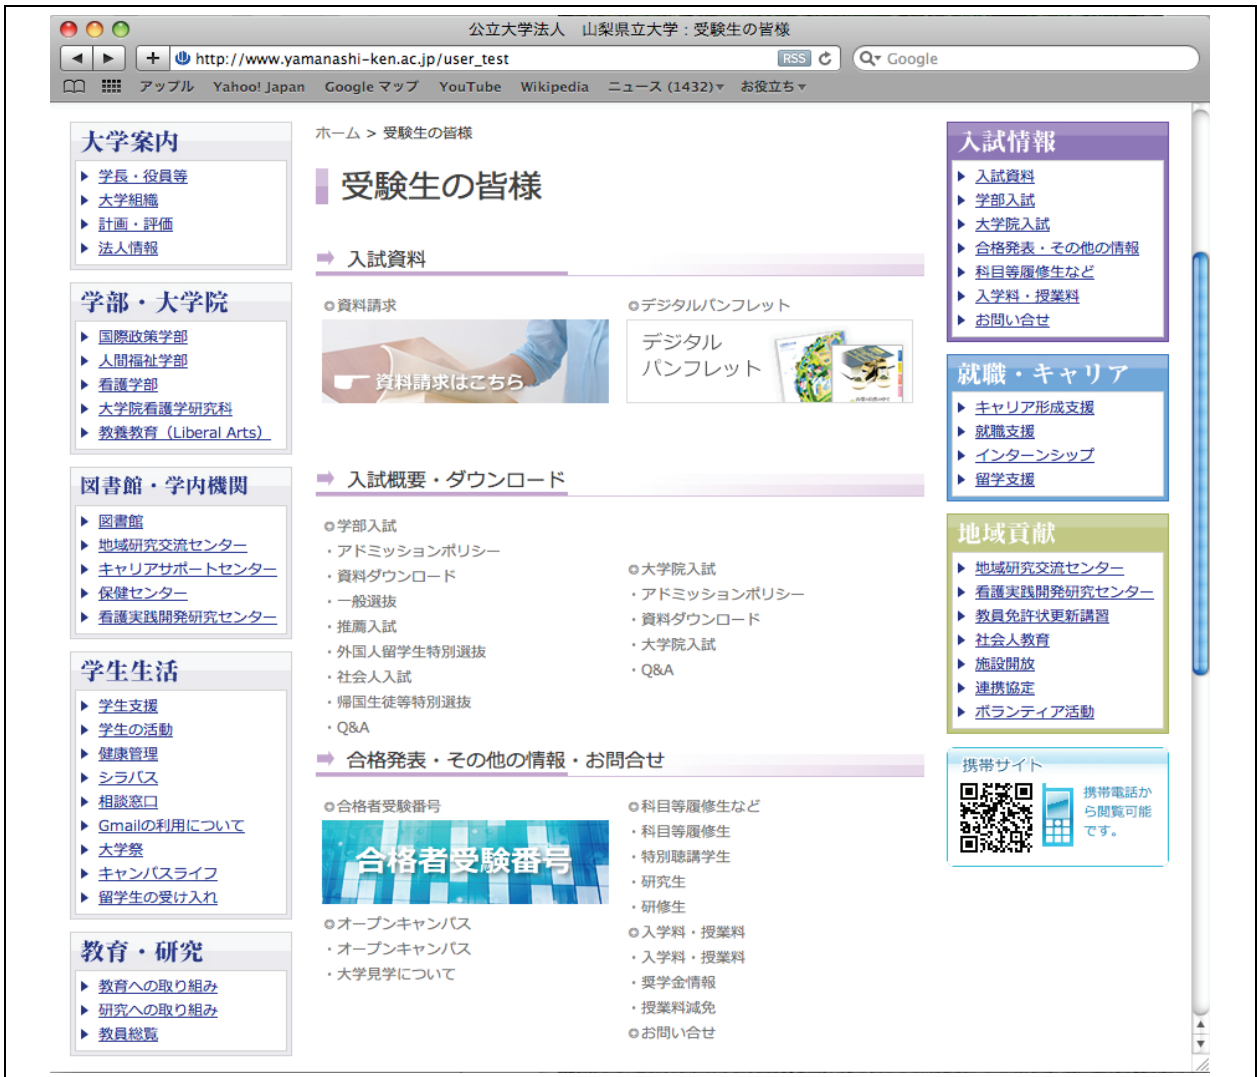 公立大学法人　山梨県立大学：受験生の皆様
http://www.yamanashi-ken.ac.jp/user_test
RSS
Google
アップル Yahoo! Japan Google マップ YouTube Wikipedia ニュース (1432)▼ お役立ち▼
大学案内
学長・役員等
大学組織
計画・評価
法人情報
学部・大学院
国際政策学部
人間福祉学部
看護学部
大学院看護学研究科
教養教育（Liberal Arts）
図書館・学内機関
図書館
地域研究交流センター
キャリアサポートセンター
保健センター
看護実践開発研究センター
学生生活
学生支援
学生の活動
健康管理
シラバス
相談窓口
Gmailの利用について
大学祭
キャンパスライフ
留学生の受け入れ
教育・研究
教育への取り組み
研究への取り組み
教員総覧
ホーム > 受験生の皆様
受験生の皆様
入試資料
資料請求
資料請求はこちら
デジタルパンフレット
デジタル
パンフレット
入試概要・ダウンロード
学部入試
・アドミッションポリシー
・資料ダウンロード
・一般選抜
・推薦入試
・外国人留学生特別選抜
・社会人入試
・帰国生徒等特別選抜
・Q&A
大学院入試
・アドミッションポリシー
・資料ダウンロード
・大学院入試
・Q&A
合格発表・その他の情報・お問合せ
合格者受験番号
合格者受験番号
オープンキャンパス
・オープンキャンパス
・大学見学について
科目等履修生など
・科目等履修生
・特別聴講学生
・研究生
・研修生
入学料・授業料
・入学料・授業料
・奨学金情報
・授業料減免
お問い合せ
入試情報
入試資料
学部入試
大学院入試
合格発表・その他の情報
科目等履修生など
入学料・授業料
お問い合せ
就職・キャリア
キャリア形成支援
就職支援
インターンシップ
留学支援
地域貢献
地域研究交流センター
看護実践開発研究センター
教員免許状更新講習
社会人教育
施設開放
連携協定
ボランティア活動
携帯サイト
携帯電話か
ら閲覧可能
です。